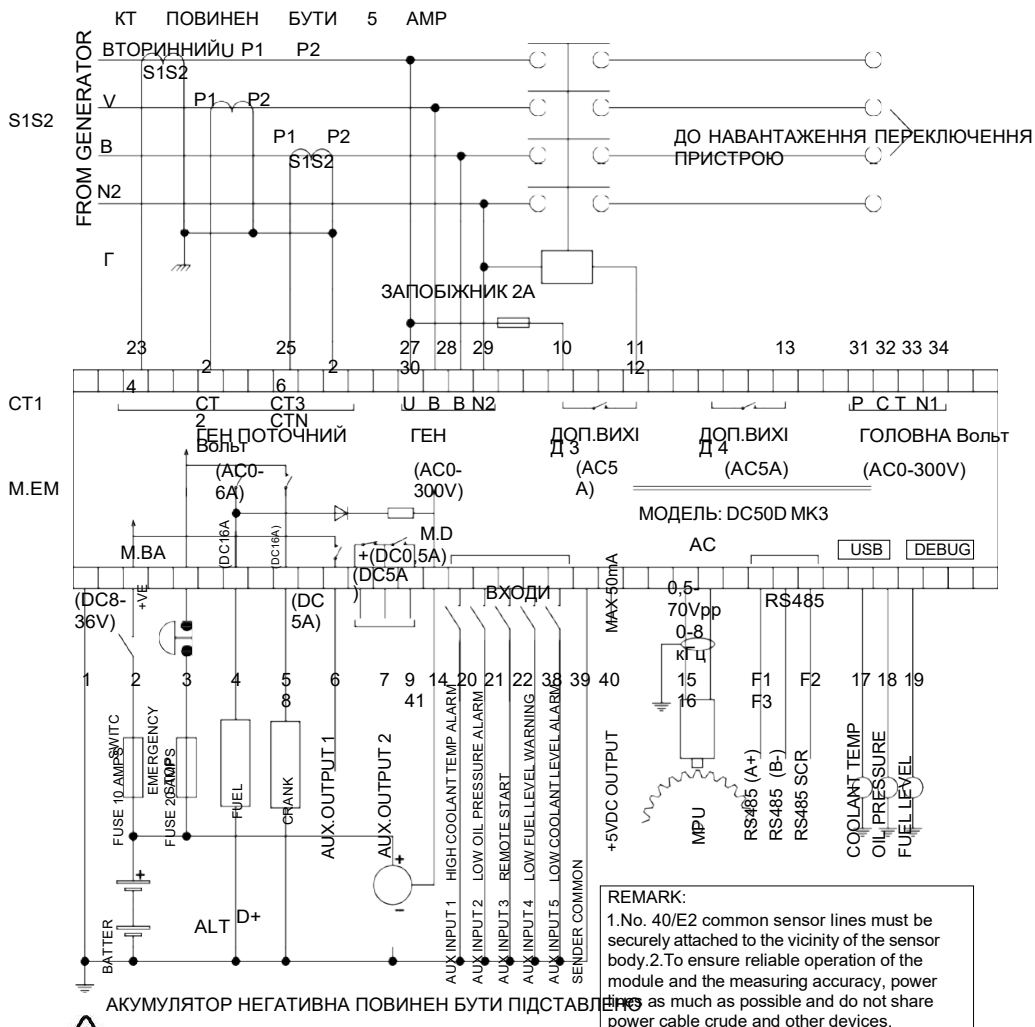 КТ ПОВИНЕН БУТИ 5 АМР
ВТОРИННИЙ U P1 P2
S1S2
FROM GENERATOR
S1S2
V P1 P2
B P1 P2
S1S2
N2
Г
ДО НАВАНТАЖЕННЯ ПЕРЕКЛЮЧЕННЯ
ПРИСТРОЮ
ЗАПОБІЖНИК 2А
23 2 25 2 27 28 29 10 11 13 31 32 33 34
30 12
4 6
CT1
CT CT3 U B B N2 P C T N1
2 CTN
ГЕН ПОТОЧНИЙ ГЕН ДОП.ВИХІ ДОП.ВИХІ ГОЛОВНА Вольт
Вольт Д 3 Д 4
(AC0- (AC0- (AC5 (AC5A) (AC0-300V)
6A) 300V) A)
M.EM
МОДЕЛЬ: DC50D MK3
M.D
(DC16A
(DC16A)
M.BA
+(DC0,5A)
(DC5A
)
AC
USB DEBUG
(DC8-
36V)
+VE
(DC
5A)
ВХОДИ
MAX 50mA
0,5-
70Vpp
0-8
кГц
RS485
1 2 3 4 5 6 7 9 14 20 21 22 38 39 40 15 F1 F2 17 18 19
8 41 16 F3
FUSE 10 AMPS
SWITC
EMERGENCY
STOP
FUSE 20 AMPS
FUEL
CRANK
AUX.OUTPUT 1
AUX.OUTPUT 2
AUX.INPUT 1 HIGH COOLANT TEMP ALARM
AUX.INPUT 2 LOW OIL PRESSURE ALARM
AUX.INPUT 3 REMOTE START
AUX.INPUT 4 LOW FUEL LEVEL WARNING
AUX.INPUT 5 LOW COOLANT LEVEL ALARM
SENDER COMMON
+5VDC OUTPUT
MPU
RS485 (A+)
RS485 (B-)
RS485 SCR
COOLANT TEMP
OIL PRESSURE
FUEL LEVEL
+
BATTER
ALT D+
+
–
REMARK:
1.No. 40/E2 common sensor lines must be
securely attached to the vicinity of the sensor
body.2.To ensure reliable operation of the
module and the measuring accuracy, power
lines as much as possible and do not share
power cable crude and other devices.
АКУМУЛЯТОР НЕГАТИВНА ПОВИНЕН БУТИ ПІДСТАВЛЕНО